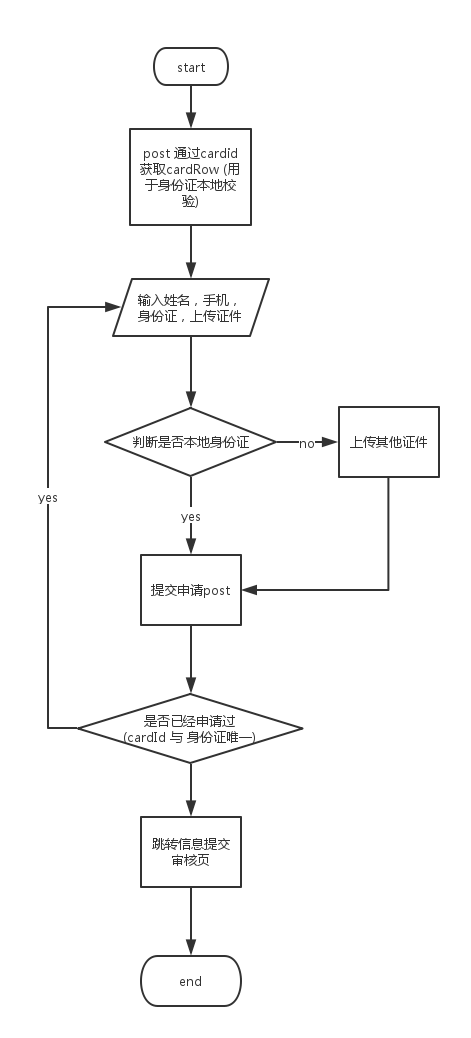 start
post 通过cardid
获取cardRow (用
于身份证本地校
验)
输入姓名，手机，
身份证，上传证件
判断是否本地身份证
no
上传其他证件
yes
yes
提交申请post
是否已经申请过
(cardId 与 身份证唯一)
跳转信息提交
审核页
end